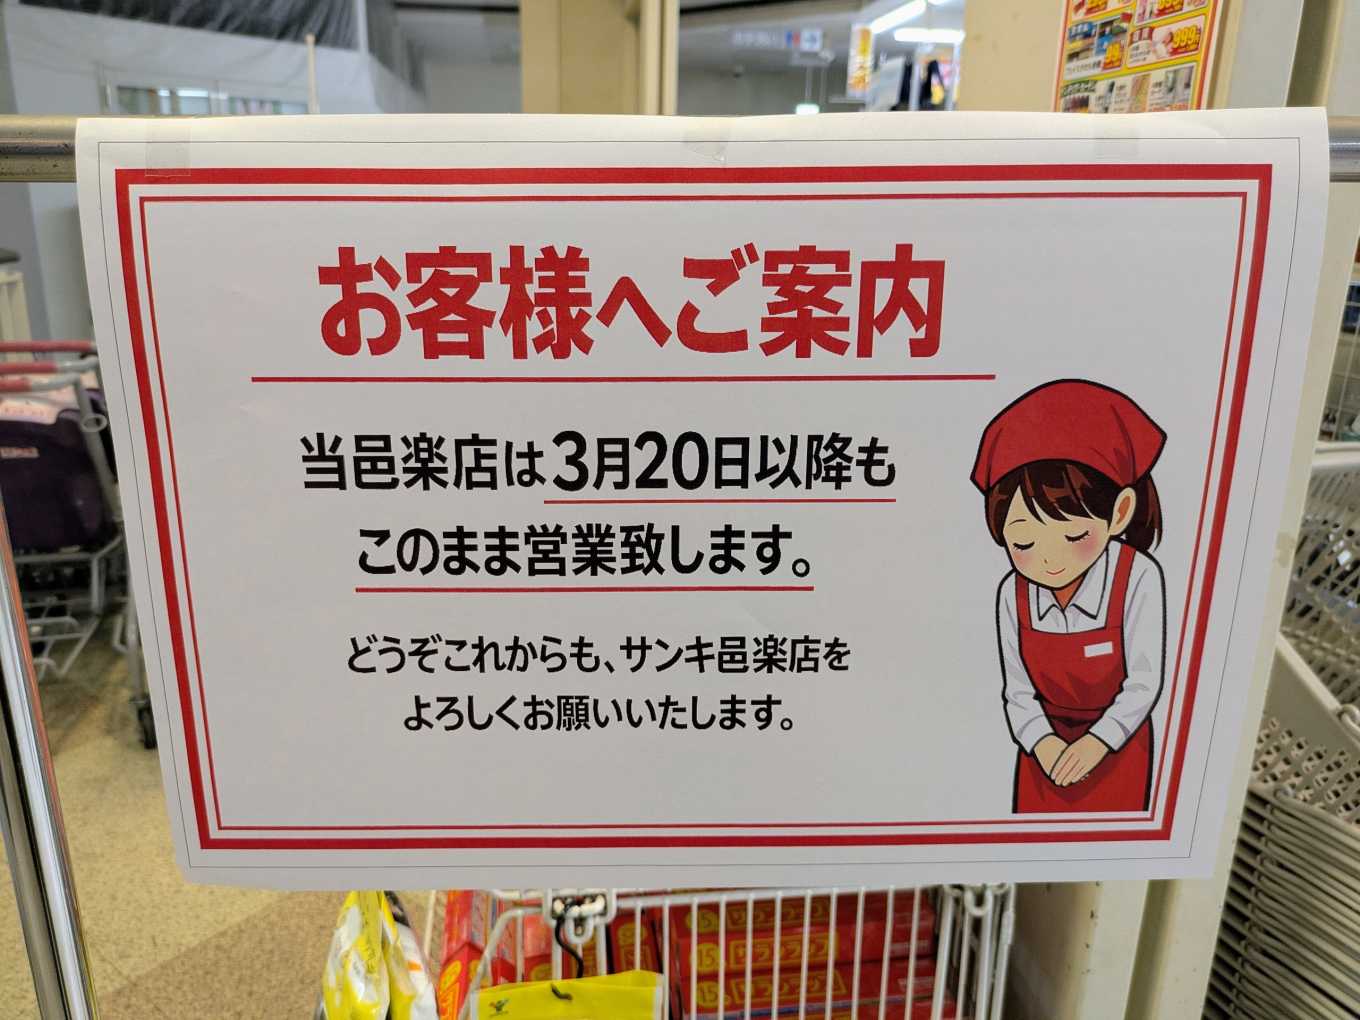 お客様へご案内
当邑楽店は3月20日以降も
このまま営業致します。
どうぞこれからも、サンキ邑楽店を
よろしくお願いいたします。
999